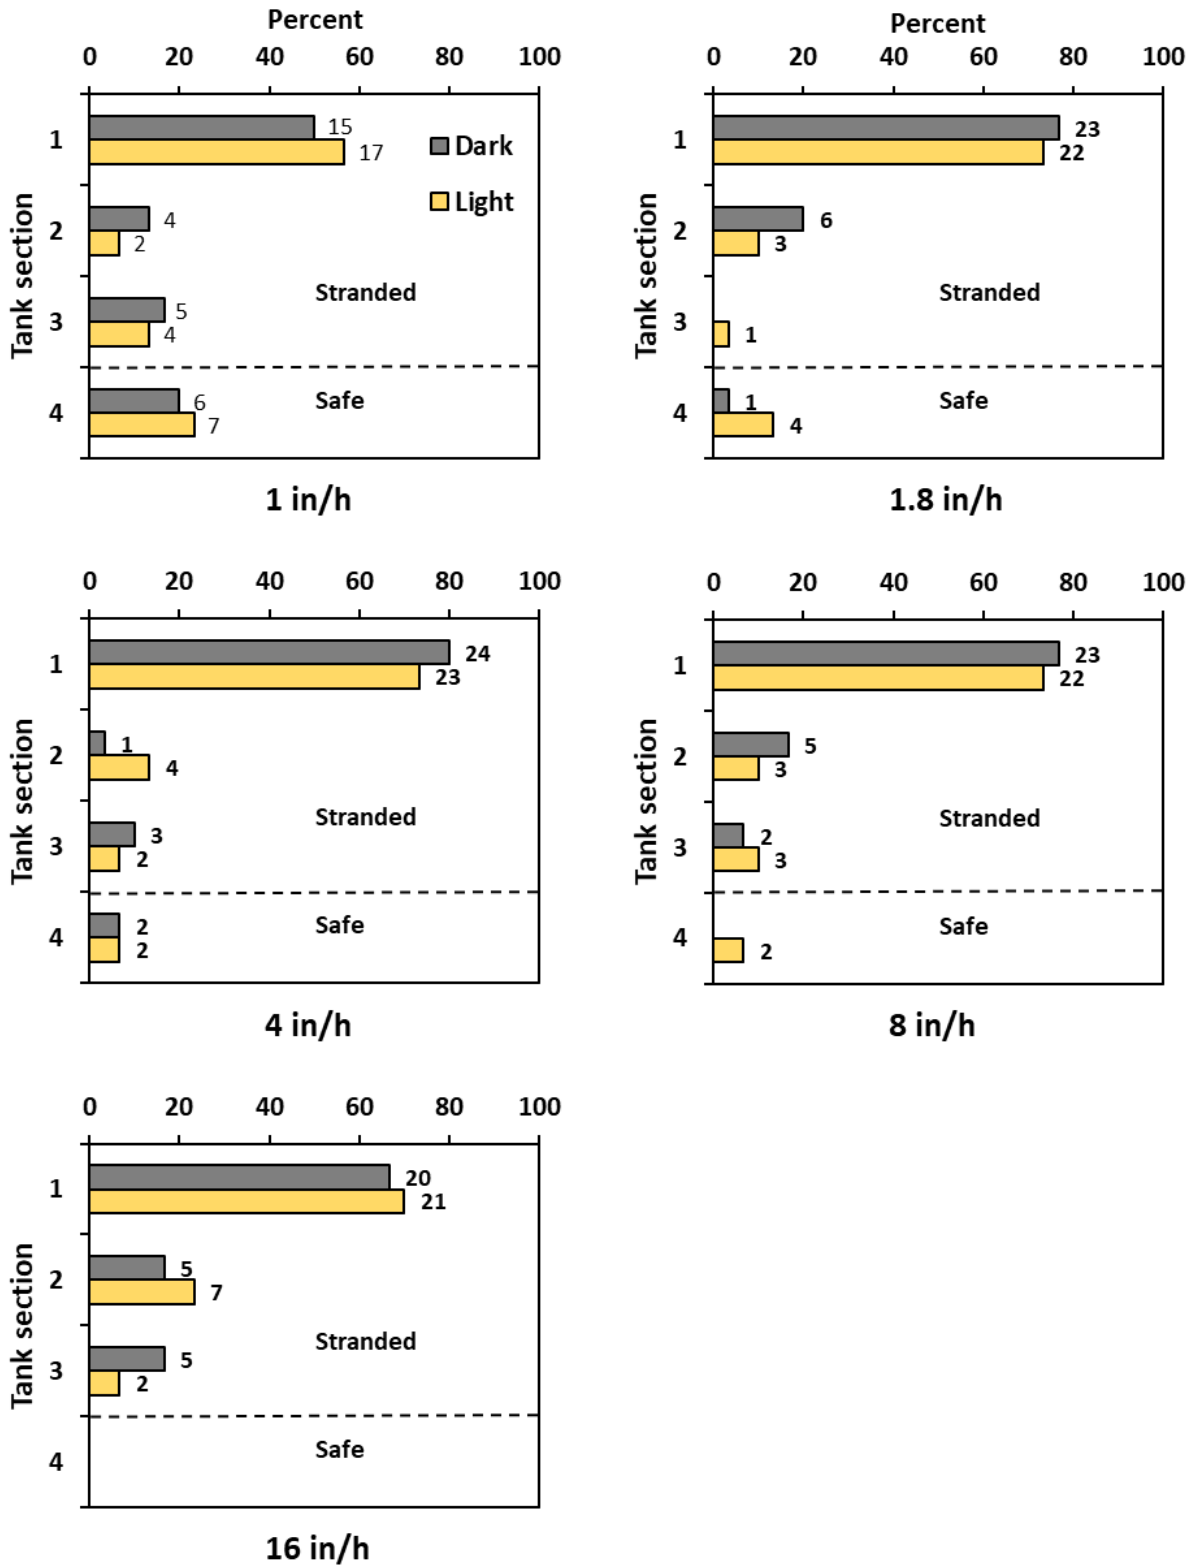 Percent
0 20 40 60 80 100
1 15
17
Dark
Light
2 4
2
Stranded
3 5
4
4 6
7
Safe
Tank section
1 in/h
Percent
0 20 40 60 80 100
1 23
22
2 6
3
Stranded
3 1
4 1
4
Safe
Tank section
1.8 in/h
0 20 40 60 80 100
1 24
23
2 1
4
Stranded
3 3
2
4 2
2
Safe
Tank section
4 in/h
0 20 40 60 80 100
1 23
22
2 5
3
Stranded
3 2
3
4 2
Safe
Tank section
8 in/h
0 20 40 60 80 100
1 20
21
2 5
7
Stranded
3 5
2
4
Safe
Tank section
16 in/h